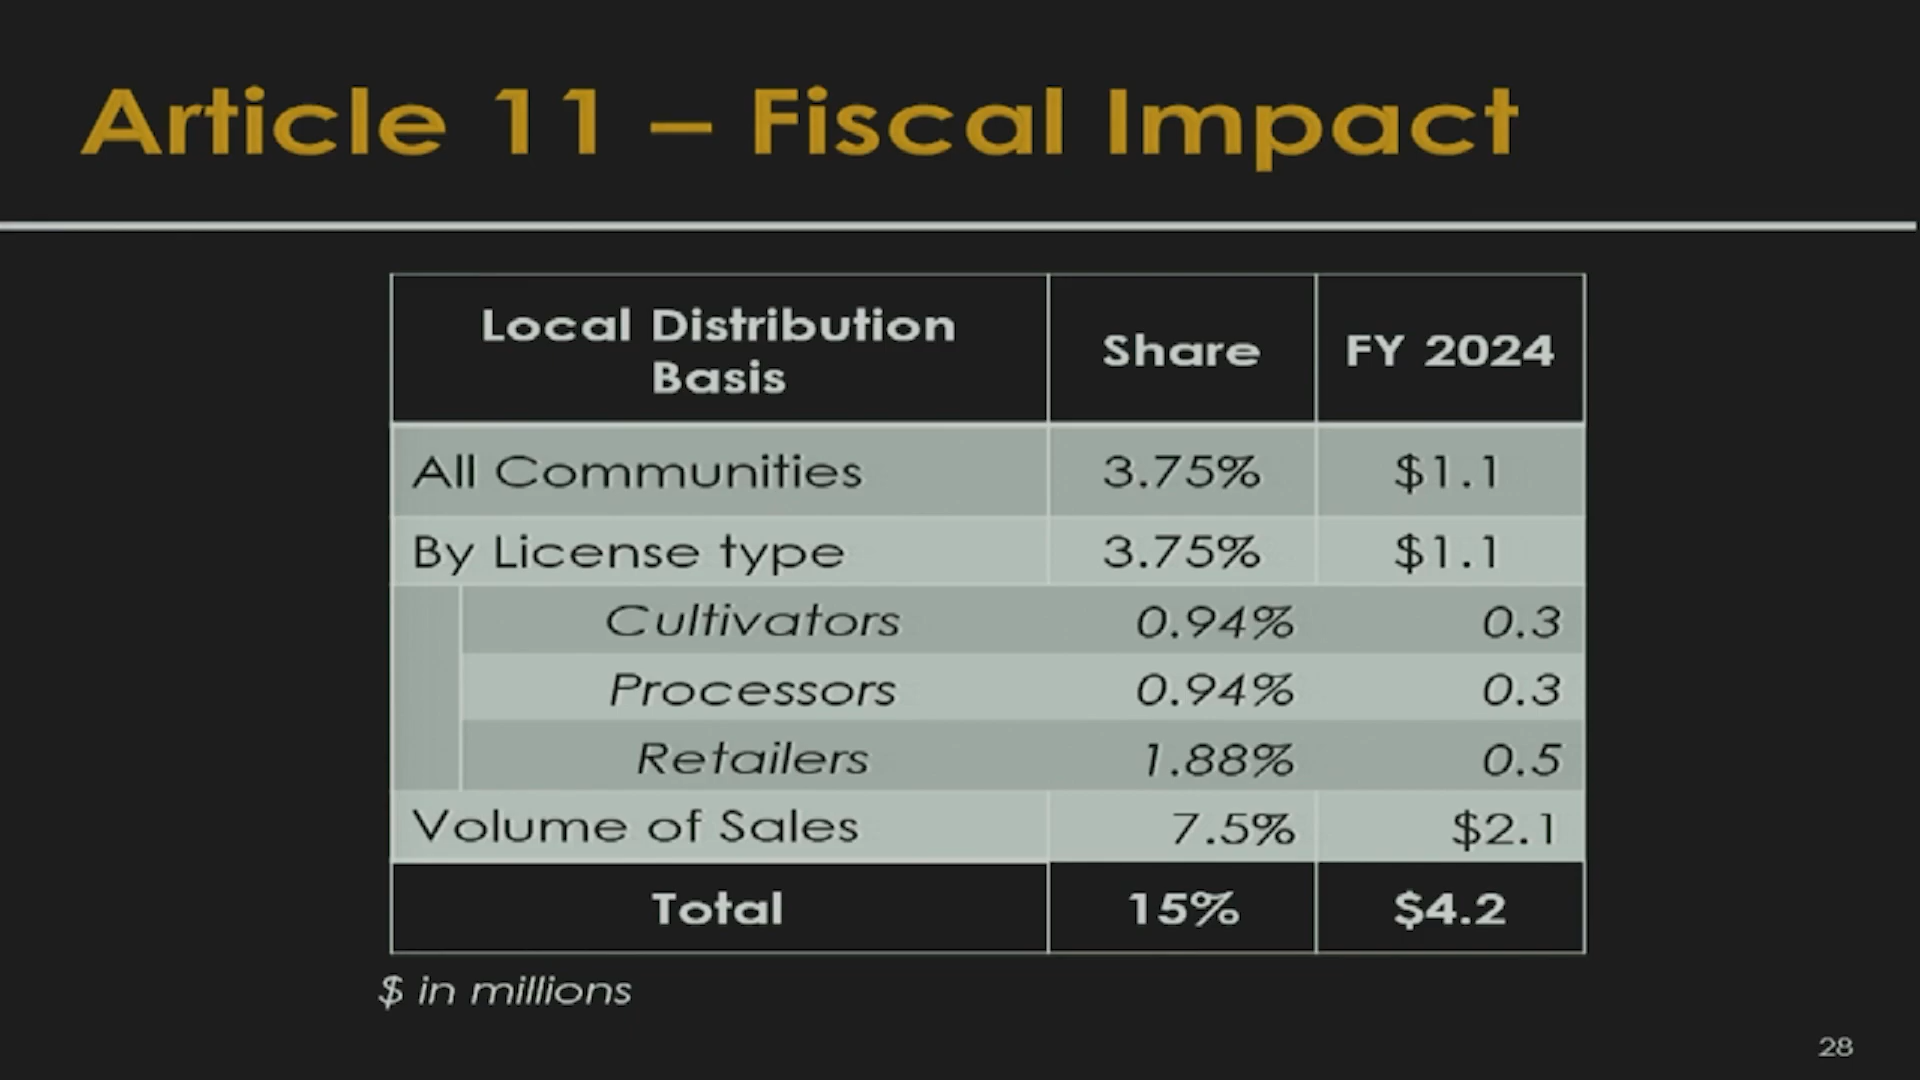 Article 11 – Fiscal Impact
Local Distribution
Basis
Share
FY 2024
All Communities 3.75% $1.1
By License type 3.75% $1.1
Cultivators 0.94% 0.3
Processors 0.94% 0.3
Retailers 1.88% 0.5
Volume of Sales 7.5% $2.1
Total 15% $4.2
$ in millions
28